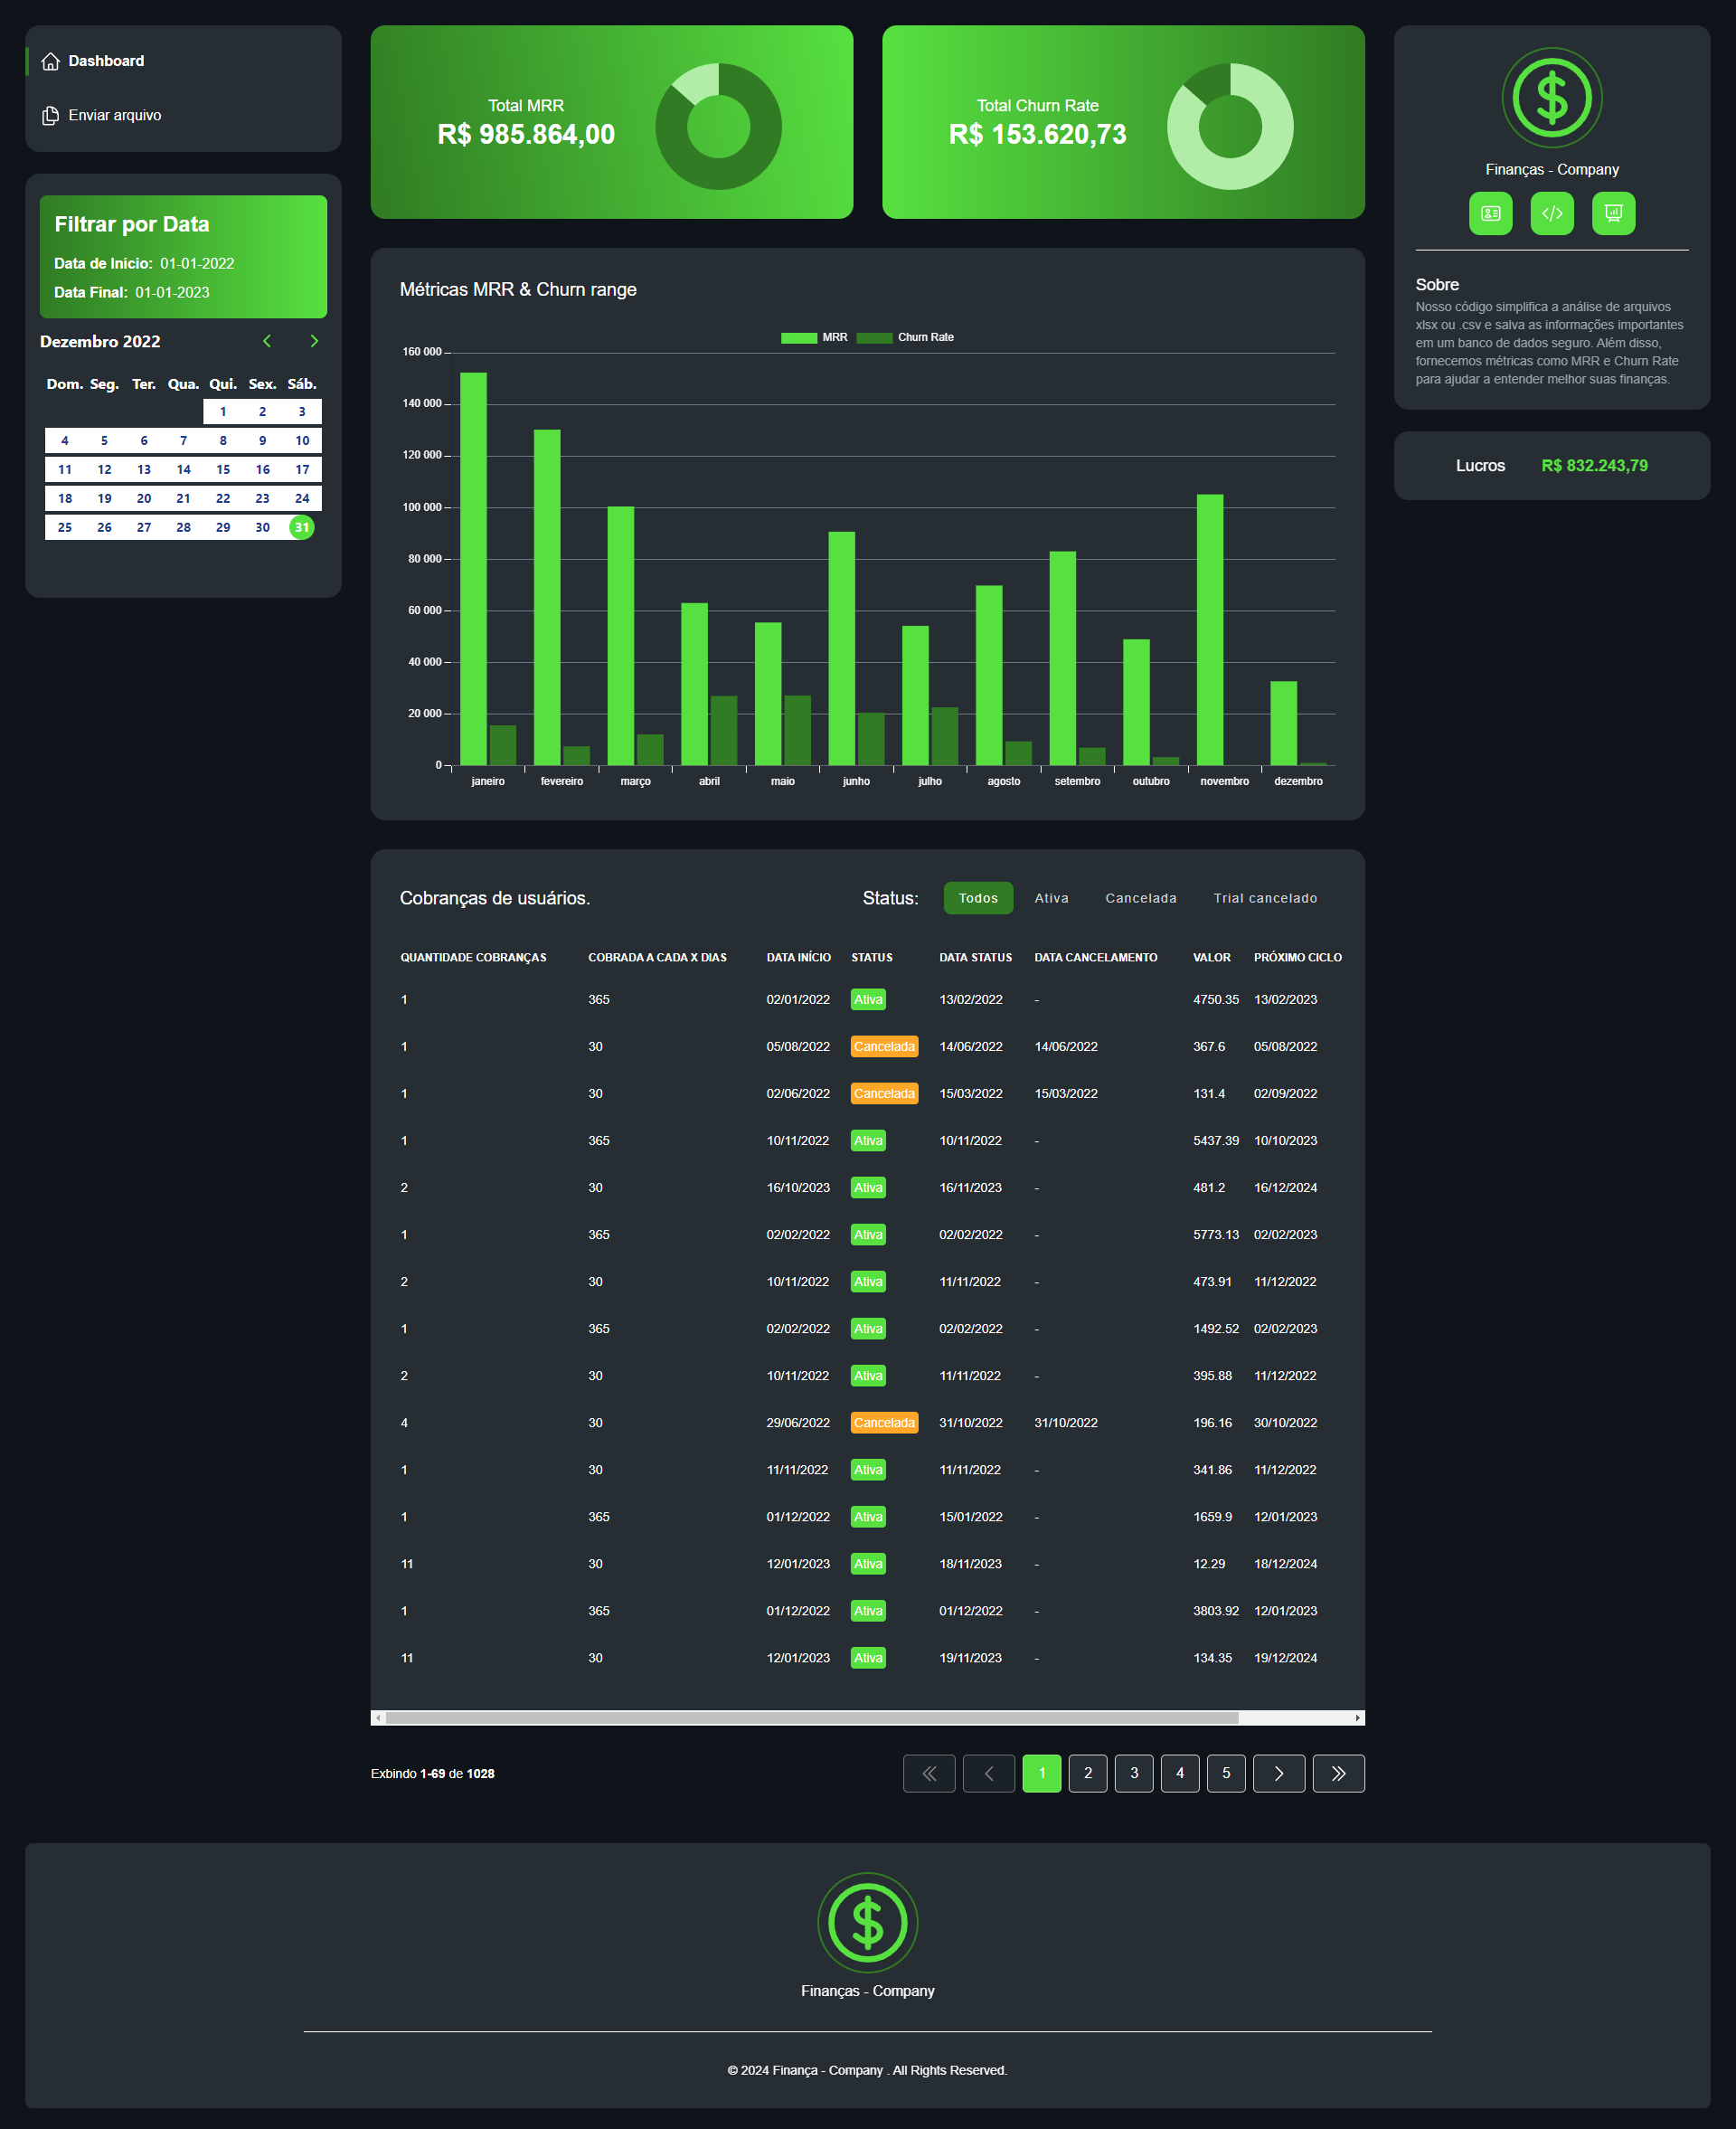 Dashboard
Enviar arquivo
Filtrar por Data
Data de Inicio: 01-01-2022
Data Final: 01-01-2023
Dezembro 2022
Dom. Seg. Ter. Qua. Qui. Sex. Sáb.
1 2 3
4 5 6 7 8 9 10
11 12 13 14 15 16 17
18 19 20 21 22 23 24
25 26 27 28 29 30 31
Total MRR
R$ 985.864,00
Total Churn Rate
R$ 153.620,73
Métricas MRR & Churn range
MRR Churn Rate
160 000
140 000
120 000
100 000
80 000
60 000
40 000
20 000
0
janeiro fevereiro março abril maio junho julho agosto setembro outubro novembro dezembro
Finanças - Company
Sobre
Nosso código simplifica a análise de arquivos
xlsx ou .csv e salva as informações importantes
em um banco de dados seguro. Além disso,
fornecemos métricas como MRR e Churn Rate
para ajudar a entender melhor suas finanças.
Lucros R$ 832.243,79
Cobranças de usuários. Status: Todos Ativa Cancelada Trial cancelado
QUANTIDADE COBRANÇAS COBRADA A CADA X DIAS DATA INÍCIO STATUS DATA STATUS DATA CANCELAMENTO VALOR PRÓXIMO CICLO
1 365 02/01/2022 Ativa 13/02/2022 - 4750.35 13/02/2023
1 30 05/08/2022 Cancelada 14/06/2022 14/06/2022 367.6 05/08/2022
1 30 02/06/2022 Cancelada 15/03/2022 15/03/2022 131.4 02/09/2022
1 365 10/11/2022 Ativa 10/11/2022 - 5437.39 10/10/2023
2 30 16/10/2023 Ativa 16/11/2023 - 481.2 16/12/2024
1 365 02/02/2022 Ativa 02/02/2022 - 5773.13 02/02/2023
2 30 10/11/2022 Ativa 11/11/2022 - 473.91 11/12/2022
1 365 02/02/2022 Ativa 02/02/2022 - 1492.52 02/02/2023
2 30 10/11/2022 Ativa 11/11/2022 - 395.88 11/12/2022
4 30 29/06/2022 Cancelada 31/10/2022 31/10/2022 196.16 30/10/2022
1 30 11/11/2022 Ativa 11/11/2022 - 341.86 11/12/2022
1 365 01/12/2022 Ativa 15/01/2022 - 1659.9 12/01/2023
11 30 12/01/2023 Ativa 18/11/2023 - 12.29 18/12/2024
1 365 01/12/2022 Ativa 01/12/2022 - 3803.92 12/01/2023
11 30 12/01/2023 Ativa 19/11/2023 - 134.35 19/12/2024
Exbindo 1-69 de 1028
1 2 3 4 5
Finanças - Company
© 2024 Finança - Company . All Rights Reserved.